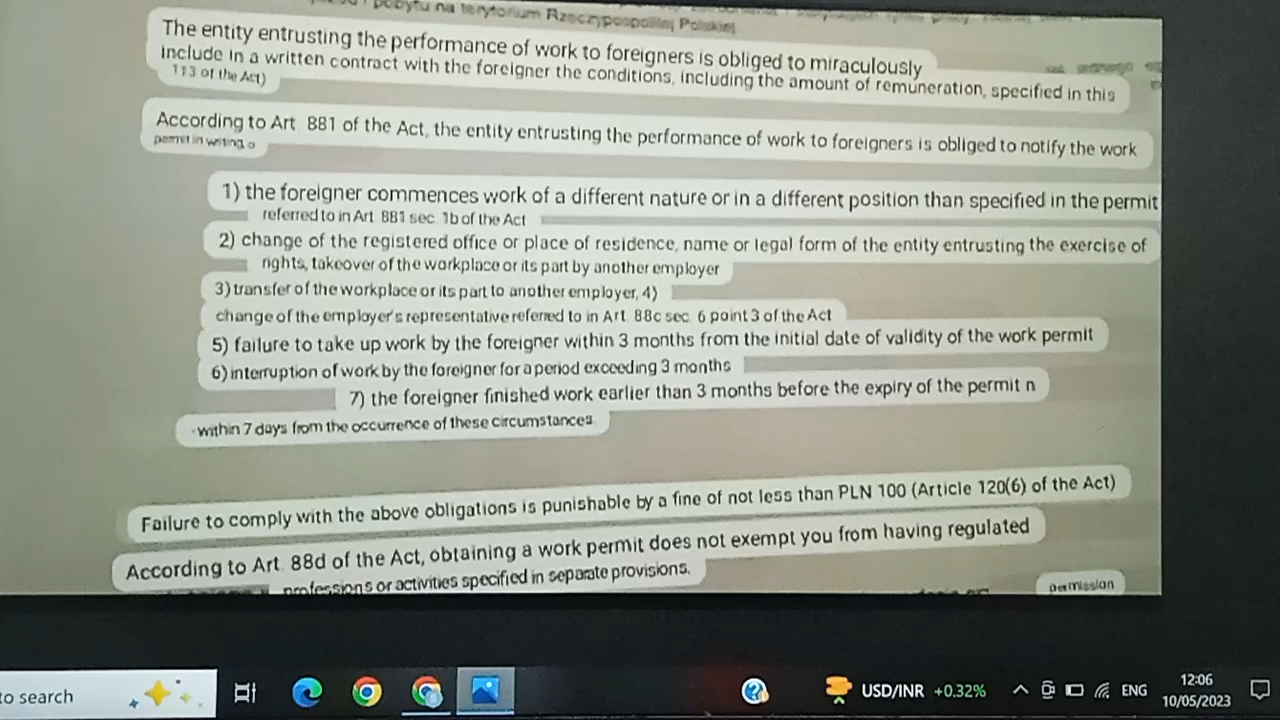 pobytu na terytorium Rzeczypospolitej Polskiej
The entity entrusting the performance of work to foreigners is obliged to miraculously
include in a written contract with the foreigner the conditions, including the amount of remuneration, specified in this
113 of the Act)
According to Art. 881 of the Act, the entity entrusting the performance of work to foreigners is obliged to notify the work
permit in writing o
1) the foreigner commences work of a different nature or in a different position than specified in the permit
referred to in Art. 881 sec. 1b of the Act
2) change of the registered office or place of residence, name or legal form of the entity entrusting the exercise of
rights, takeover of the workplace or its part by another employer
3) transfer of the workplace or its part to another employer, 4)
change of the employer's representative referred to in Art. 88c sec. 6 point 3 of the Act
5) failure to take up work by the foreigner within 3 months from the initial date of validity of the work permit
6) interruption of work by the foreigner for a period exceeding 3 months
7) the foreigner finished work earlier than 3 months before the expiry of the permit n
-within 7 days from the occurrence of these circumstances
Failure to comply with the above obligations is punishable by a fine of not less than PLN 100 (Article 120(6) of the Act)
According to Art. 88d of the Act, obtaining a work permit does not exempt you from having regulated
professions or activities specified in separate provisions.
permission
to search
USD/INR +0.32%
ENG
12:06
10/05/2023